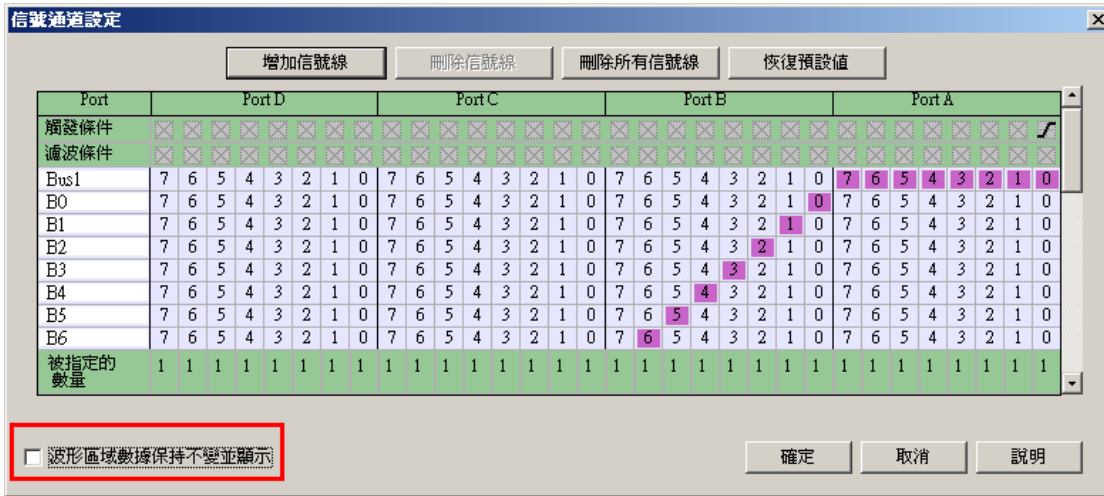 信號通道設定
增加信號線 刪除信號線 刪除所有信號線 恢復預設值
Port Port D Port C Port B Port A
觸發條件
濾波條件
Bus1 7 6 5 4 3 2 1 0 7 6 5 4 3 2 1 0 7 6 5 4 3 2 1 0 7 6 5 4 3 2 1 0
B0 7 6 5 4 3 2 1 0 7 6 5 4 3 2 1 0 7 6 5 4 3 2 1 0 7 6 5 4 3 2 1 0
B1 7 6 5 4 3 2 1 0 7 6 5 4 3 2 1 0 7 6 5 4 3 2 1 0 7 6 5 4 3 2 1 0
B2 7 6 5 4 3 2 1 0 7 6 5 4 3 2 1 0 7 6 5 4 3 2 1 0 7 6 5 4 3 2 1 0
B3 7 6 5 4 3 2 1 0 7 6 5 4 3 2 1 0 7 6 5 4 3 2 1 0 7 6 5 4 3 2 1 0
B4 7 6 5 4 3 2 1 0 7 6 5 4 3 2 1 0 7 6 5 4 3 2 1 0 7 6 5 4 3 2 1 0
B5 7 6 5 4 3 2 1 0 7 6 5 4 3 2 1 0 7 6 5 4 3 2 1 0 7 6 5 4 3 2 1 0
B6 7 6 5 4 3 2 1 0 7 6 5 4 3 2 1 0 7 6 5 4 3 2 1 0 7 6 5 4 3 2 1 0
被指定的
數量 1 1 1 1 1 1 1 1 1 1 1 1 1 1 1 1 1 1 1 1 1 1 1 1 1 1 1 1 1 1 1 1
波形區域數據保持不變並顯示 確定 取消 說明